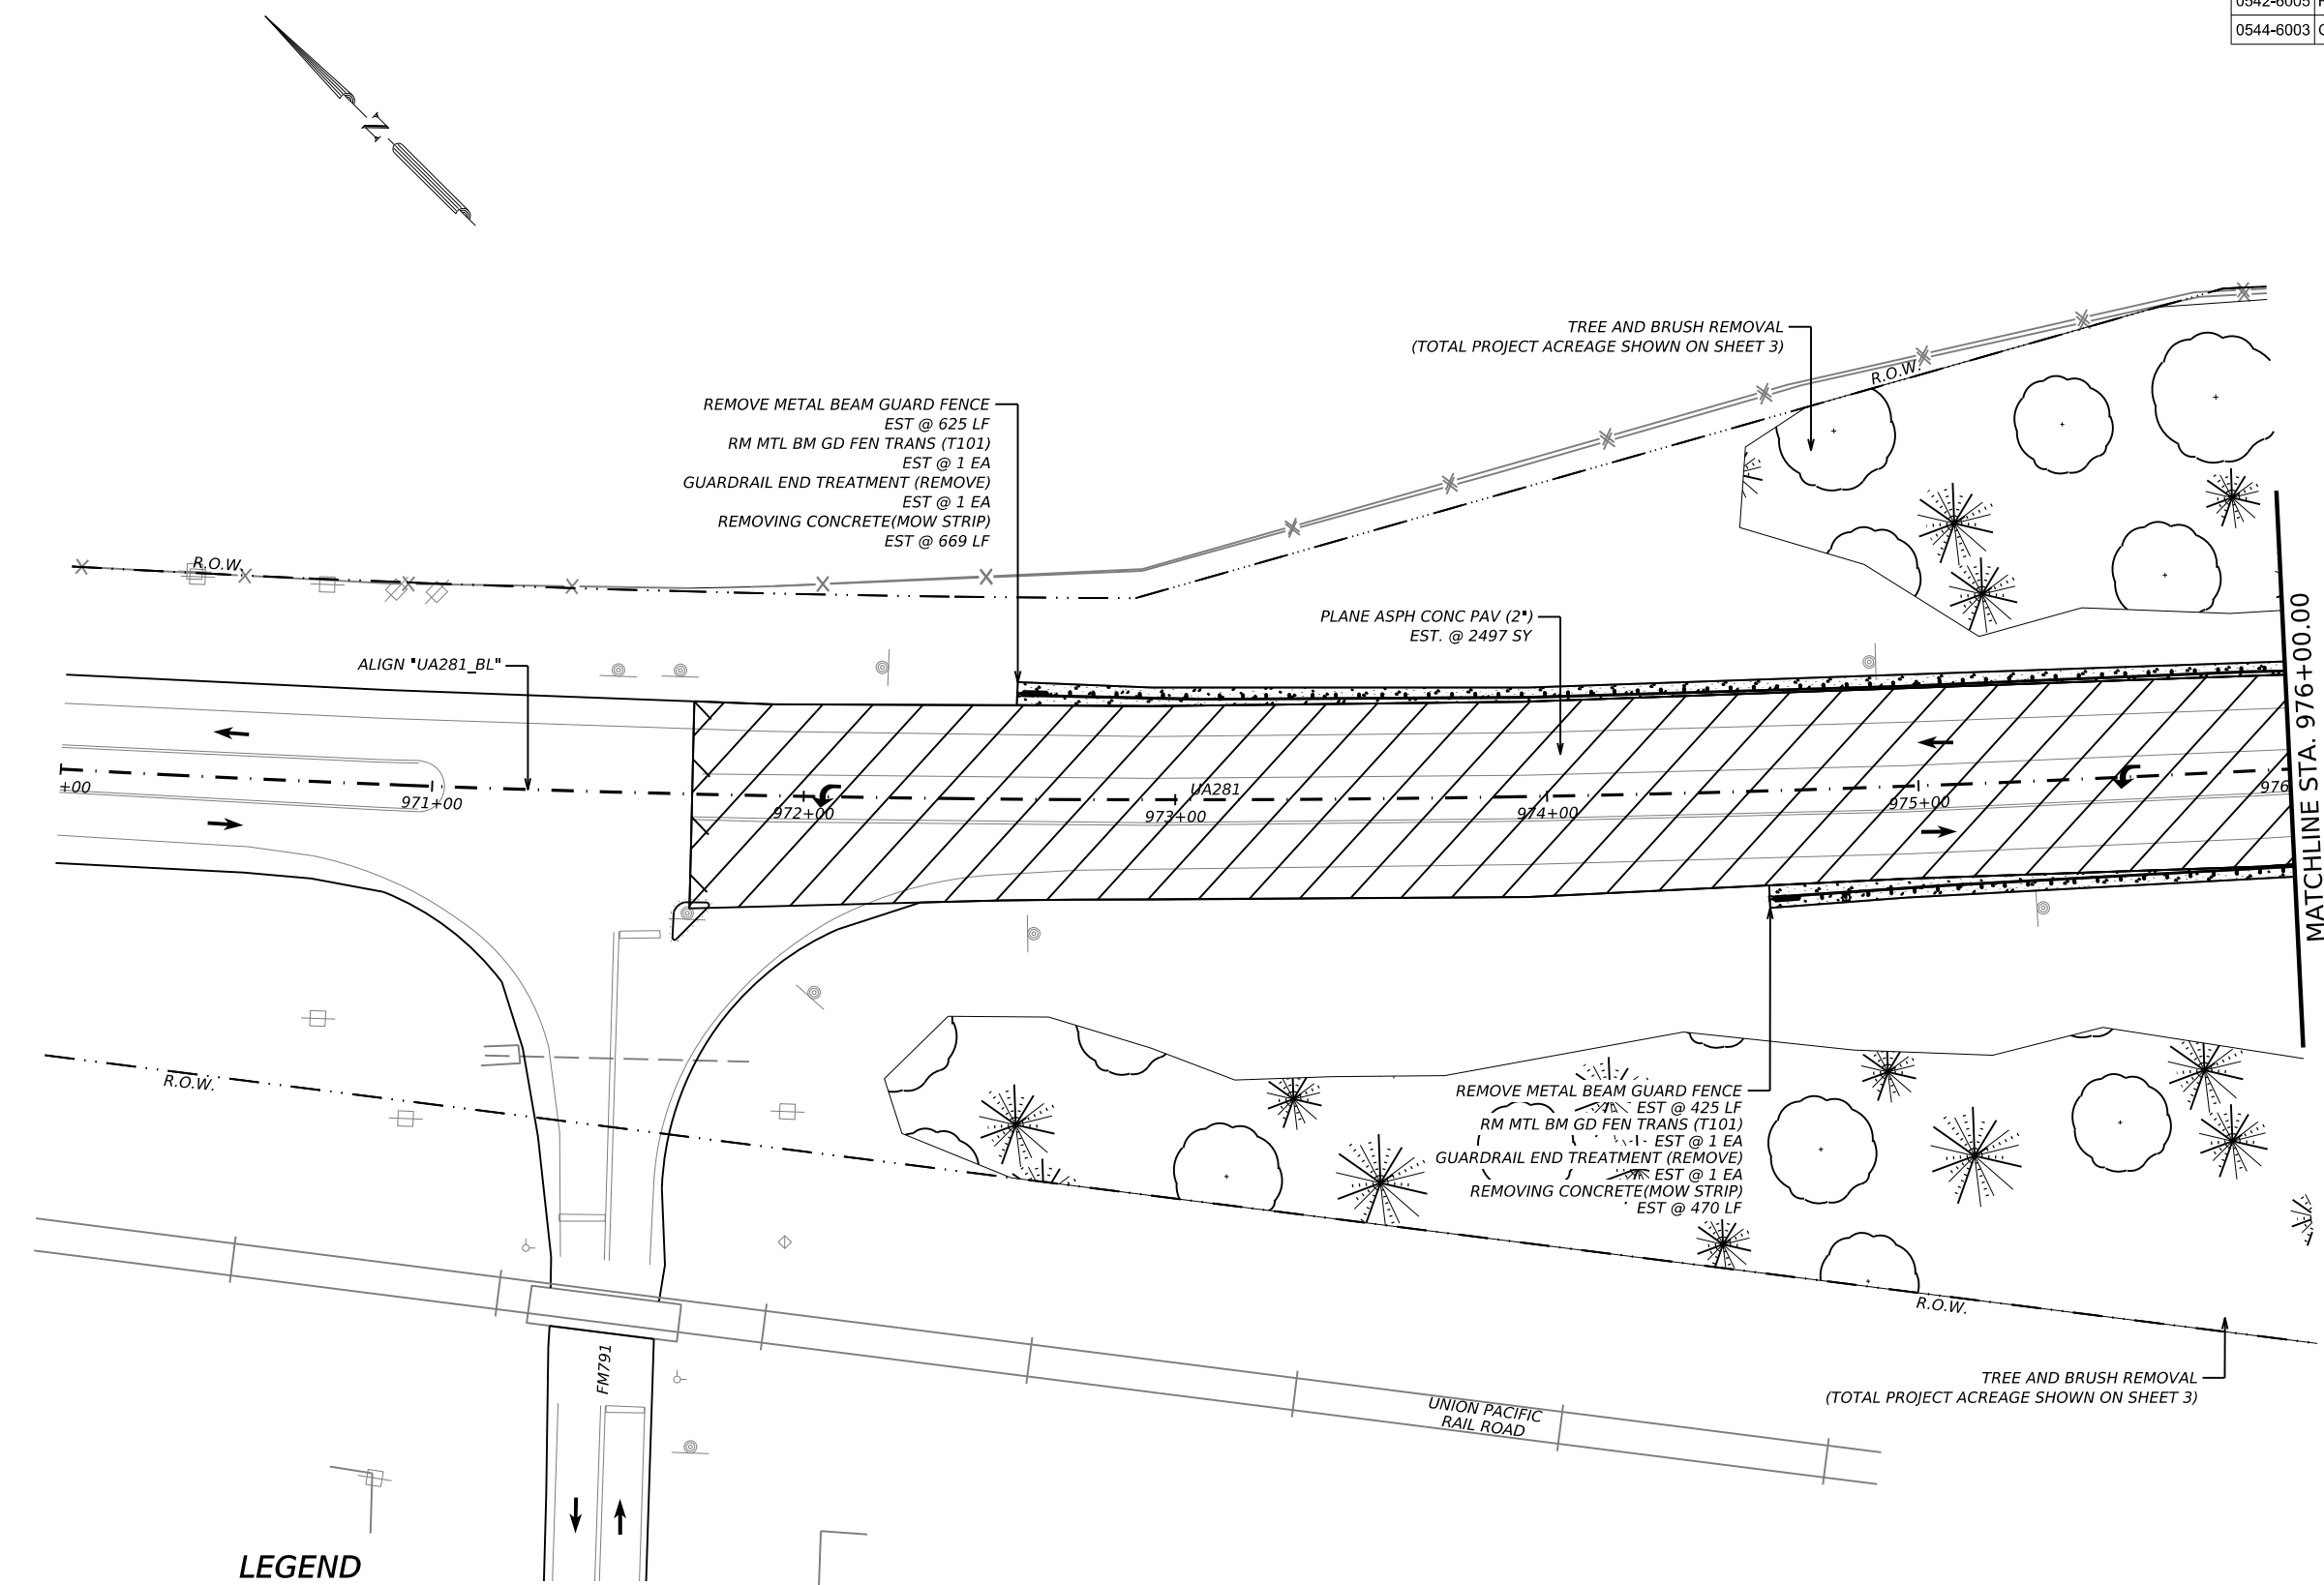 0542-6005
0544-6003
N
TREE AND BRUSH REMOVAL
(TOTAL PROJECT ACREAGE SHOWN ON SHEET 3)
R.O.W.
REMOVE METAL BEAM GUARD FENCE
EST @ 625 LF
RM MTL BM GD FEN TRANS (T101)
EST @ 1 EA
GUARDRAIL END TREATMENT (REMOVE)
EST @ 1 EA
REMOVING CONCRETE(MOW STRIP)
EST @ 669 LF
R.O.W.
PLANE ASPH CONC PAV (2")
EST. @ 2497 SY
ALIGN "UA281_BL"
MATCHLINE STA. 976+00.00
+00
971+00
972+00
973+00
UA281
974+00
975+00
976
R.O.W.
REMOVE METAL BEAM GUARD FENCE
EST @ 425 LF
RM MTL BM GD FEN TRANS (T101)
EST @ 1 EA
GUARDRAIL END TREATMENT (REMOVE)
EST @ 1 EA
REMOVING CONCRETE(MOW STRIP)
EST @ 470 LF
R.O.W.
FM791
TREE AND BRUSH REMOVAL
(TOTAL PROJECT ACREAGE SHOWN ON SHEET 3)
UNION PACIFIC
RAIL ROAD
LEGEND